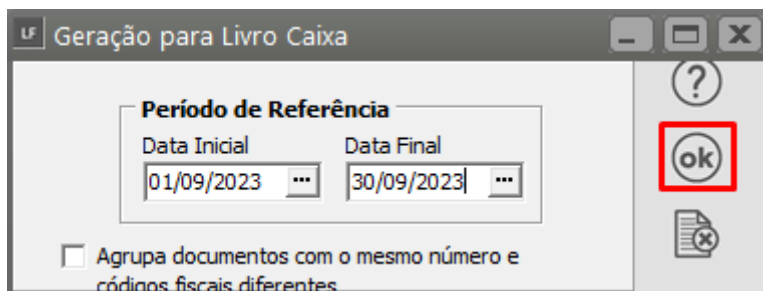 LF Geração para Livro Caixa
?
Período de Referência
Data Inicial Data Final
ok
01/09/2023 ... 30/09/2023 ...
Agrupa documentos com o mesmo número e
códigos fiscais diferentes